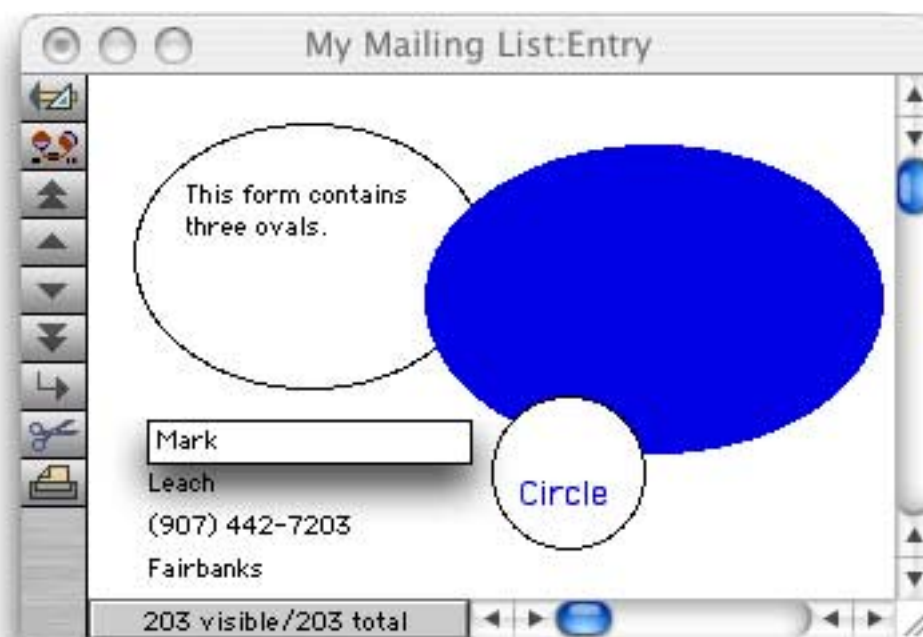 My Mailing List:Entry
This form contains
three ovals.
Mark
Leach
(907) 442-7203
Fairbanks
Circle
203 visible/203 total